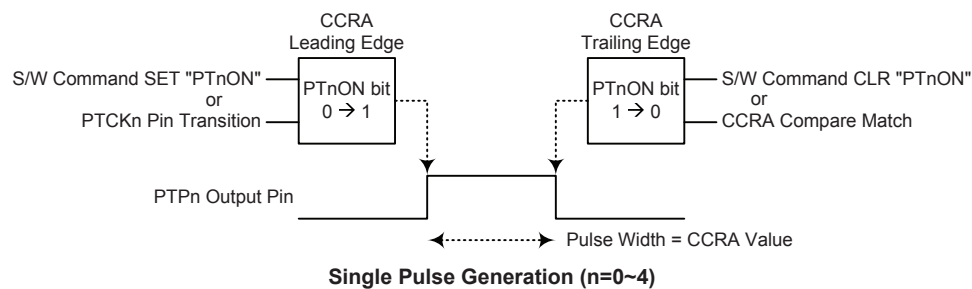 CCRA
Leading Edge
CCRA
Trailing Edge
S/W Command SET "PTnON"
or
PTCKn Pin Transition
PTnON bit
0 → 1
PTnON bit
1 → 0
S/W Command CLR "PTnON"
or
CCRA Compare Match
PTPn Output Pin
Pulse Width = CCRA Value
Single Pulse Generation (n=0~4)